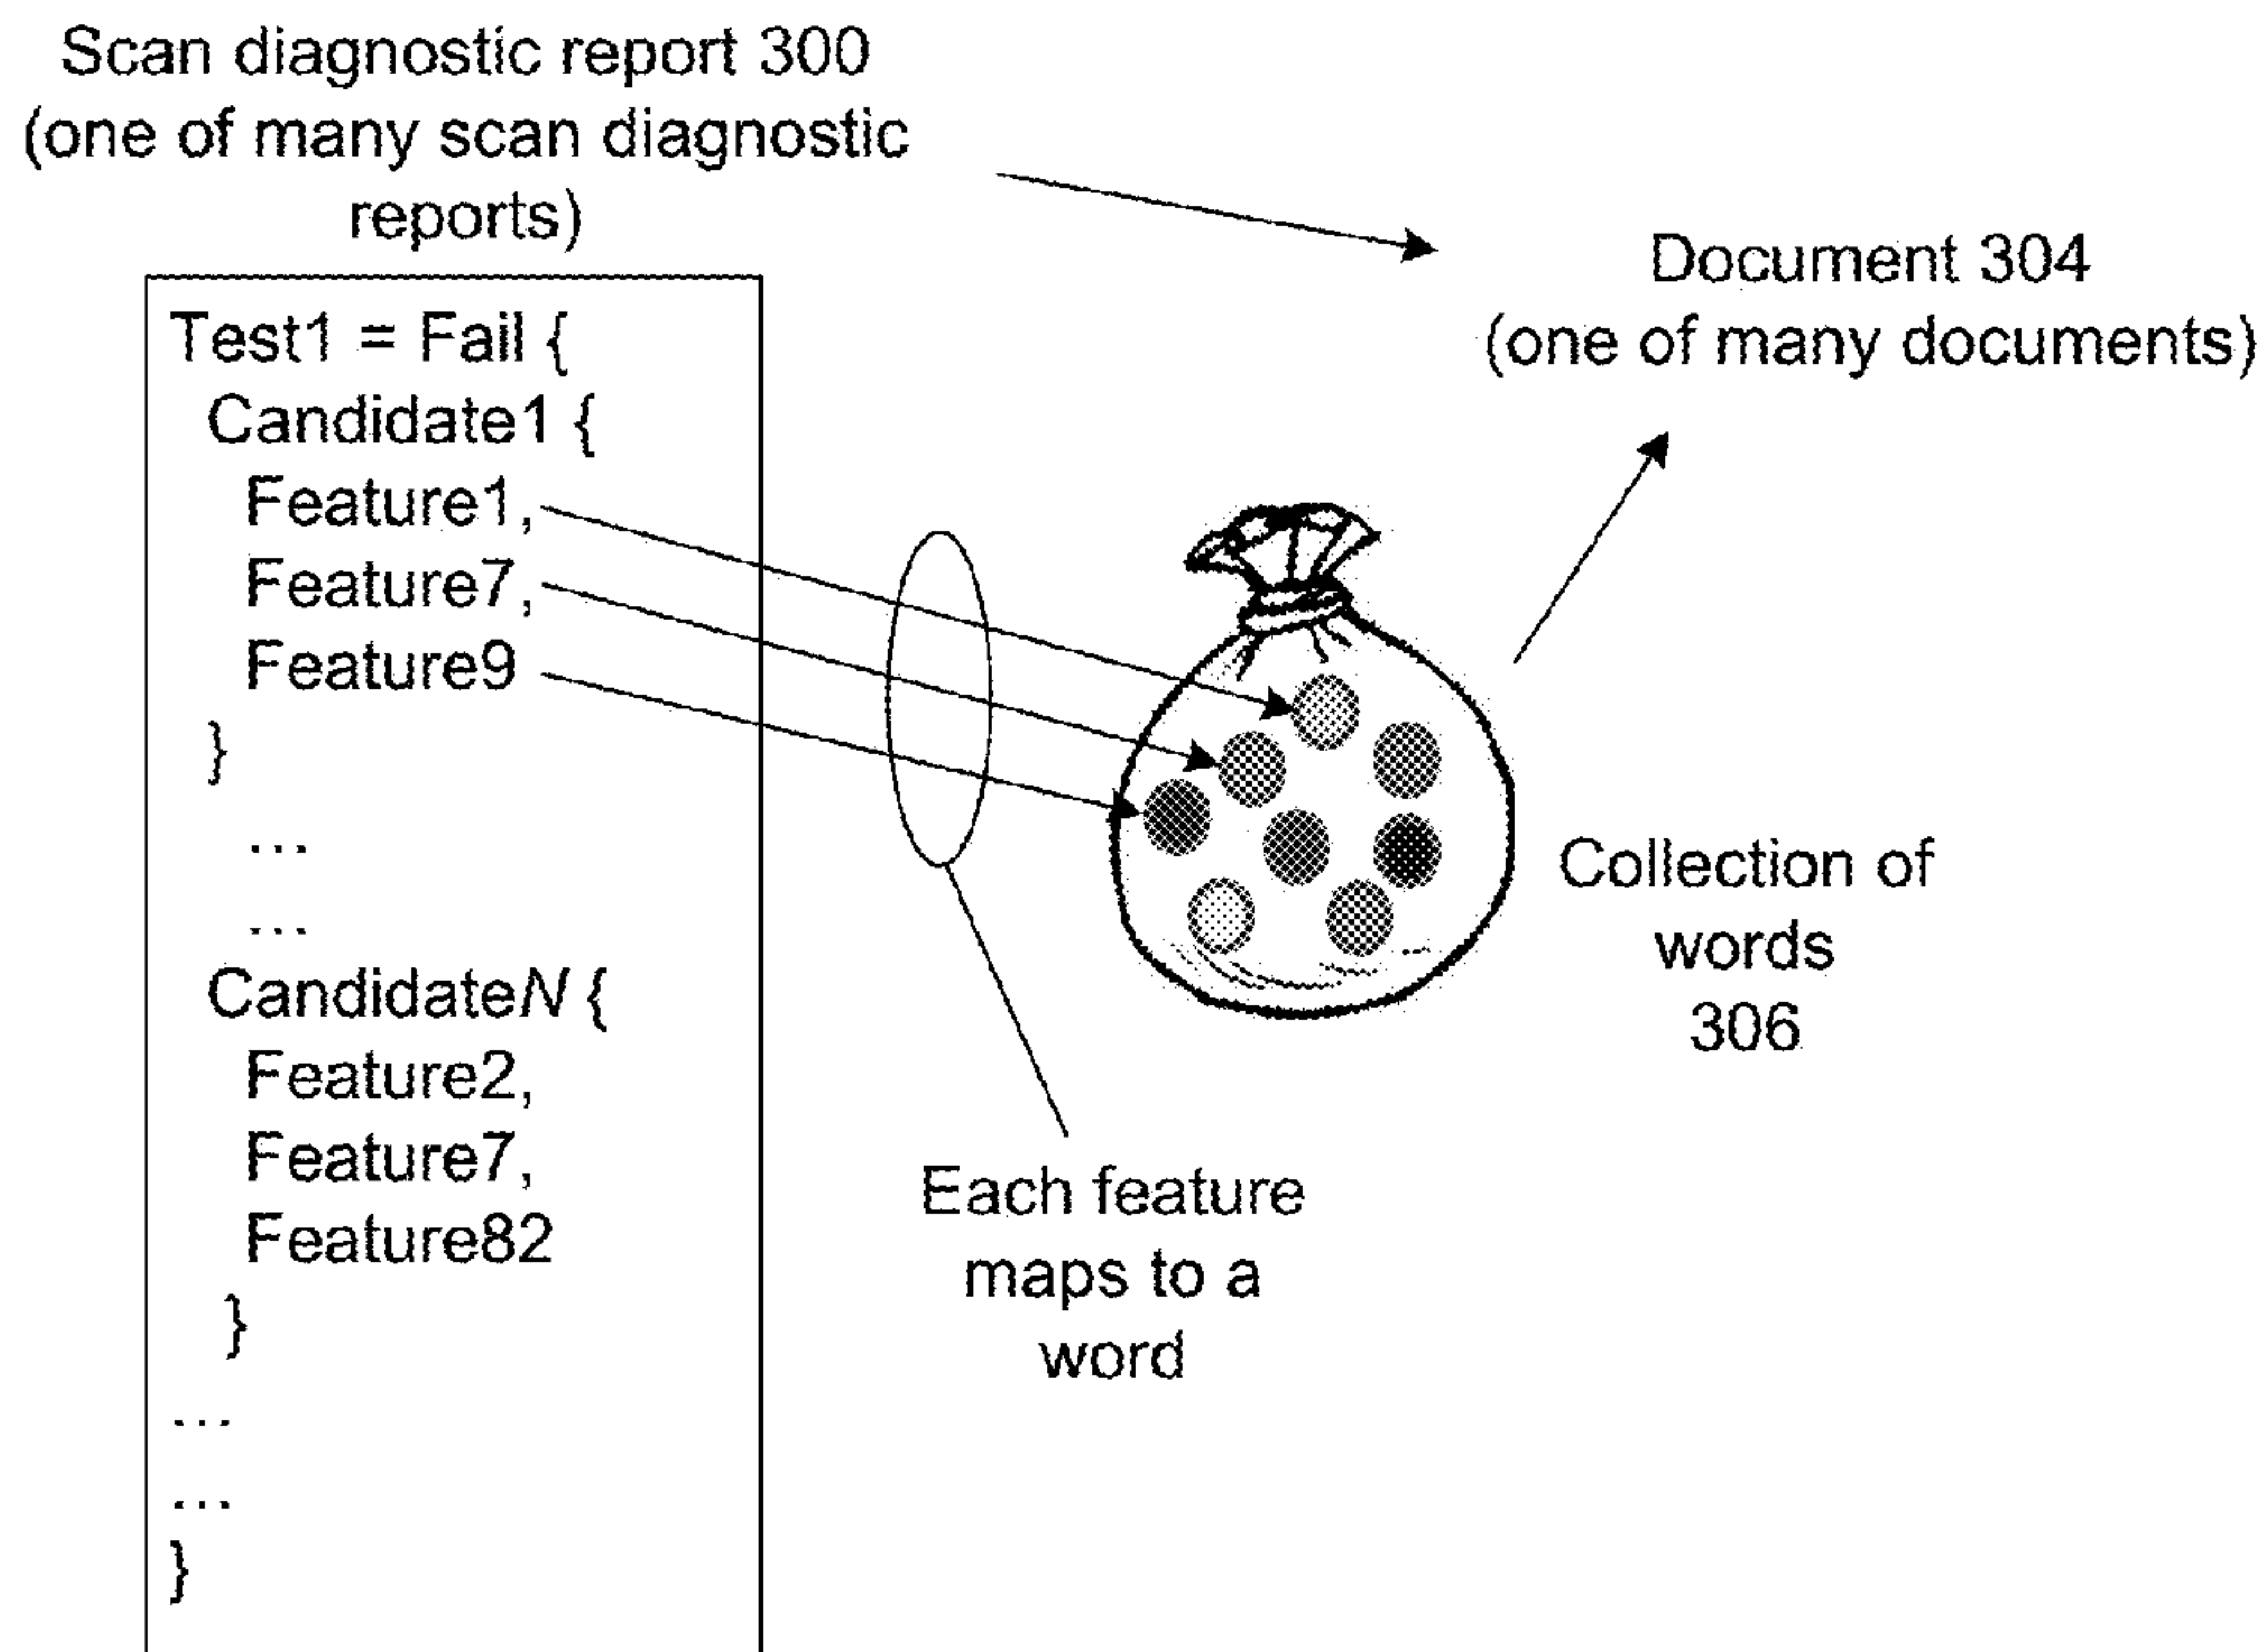 Scan diagnostic report 300
(one of many scan diagnostic
reports)
Document 304
(one of many documents)
Test1 = Fail {
Candidate1 {
Feature1,
Feature7,
Feature9
}
...
...
CandidateN {
Feature2,
Feature7,
Feature82
}
...
...
}
Collection of
words
306
Each feature
maps to a
word